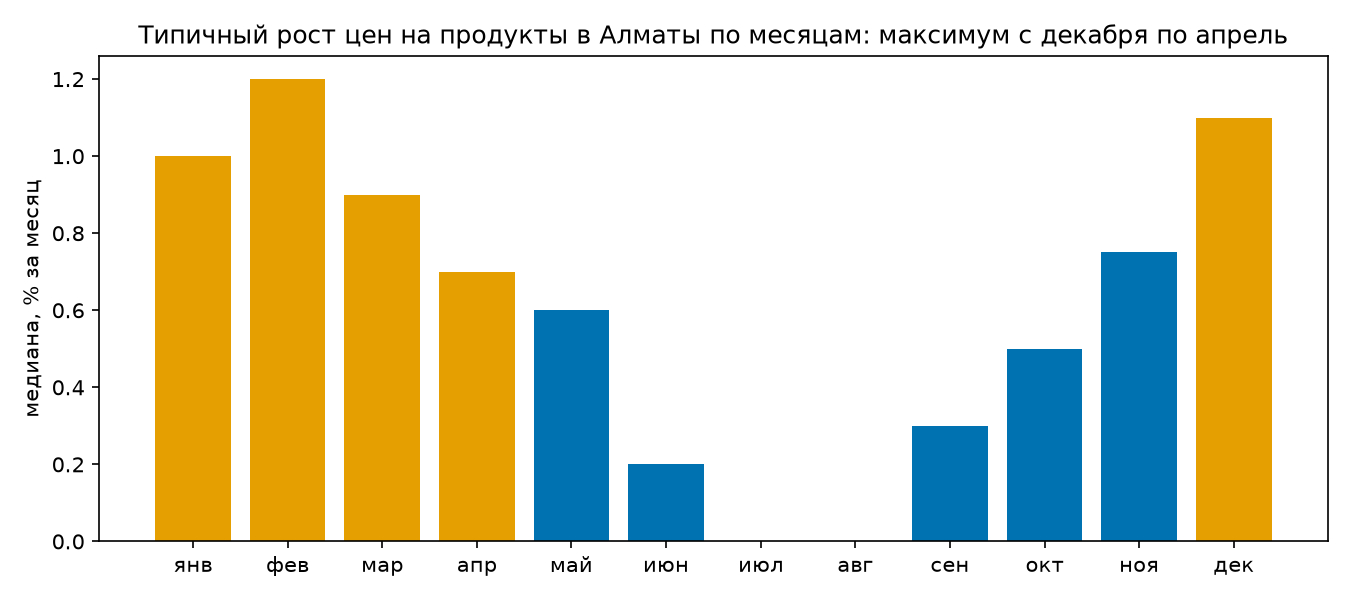 Типичный рост цен на продукты в Алматы по месяцам: максимум с декабря по апрель
медиана, % за месяц
1.2
1.0
0.8
0.6
0.4
0.2
0.0
янв фев мар апр май июн июл авг сен окт ноя дек